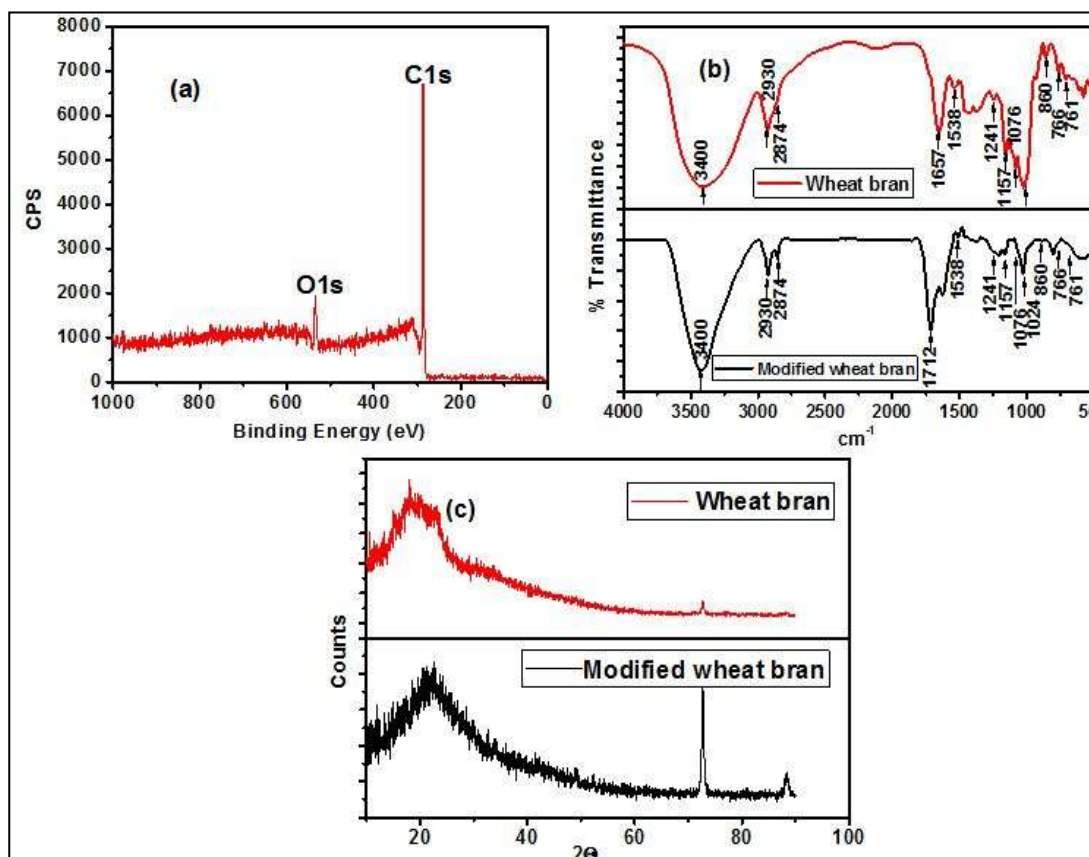 (a)
C1s
O1s
CPS
8000
7000
6000
5000
4000
3000
2000
1000
0
1000 800 600 400 200 0
Binding Energy (eV)
(b)
% Transmittance
3400
2930
2874
1657
1538
1241
1157
1076
860
766
761
Wheat bran
3400
2930
2874
1712
1538
1241
1157
1076
1024
860
766
761
Modified wheat bran
4000 3500 3000 2500 2000 1500 1000 50
cm-1
(c)
Wheat bran
Modified wheat bran
Counts
20 40 60 80 100
2Θ